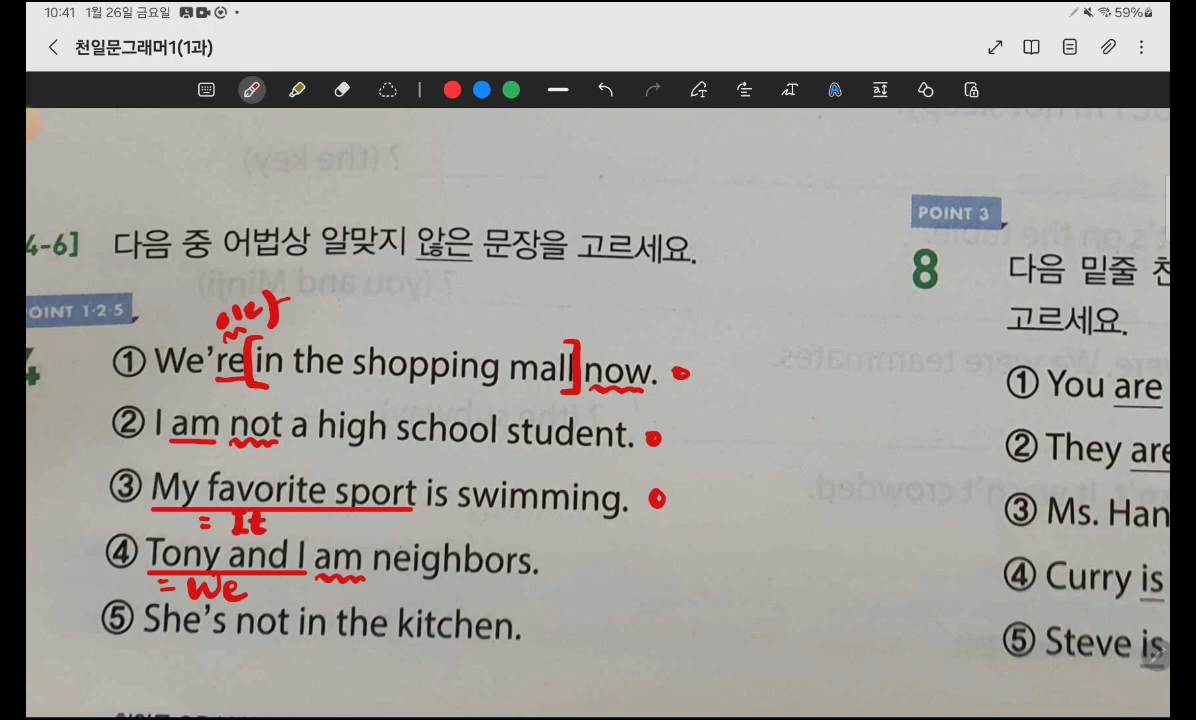 10:41 1월 26일 금요일
59%
천일문그래머1(1과)
4-6] 다음 중 어법상 알맞지 않은 문장을 고르세요.
OINT 1·2·5
4
① We're [in the shopping mall] now.
② I am not a high school student.
③ My favorite sport is swimming.
= It
④ Tony and I am neighbors.
= We
⑤ She's not in the kitchen.
POINT 3
8 다음 밑줄 친
고르세요.
① You are
② They are
③ Ms. Han
④ Curry is
⑤ Steve is